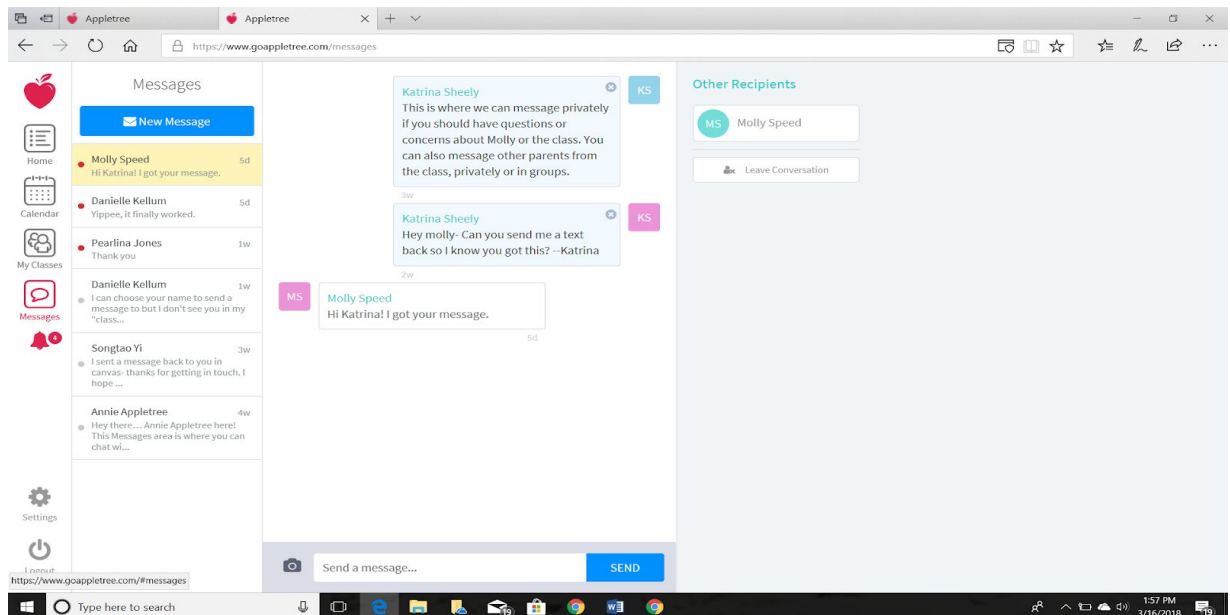 Appletree
Appletree
https://www.goappletree.com/messages
Home
Calendar
My Classes
Messages
4
Settings
Logout
https://www.goappletree.com/#messages
Messages
New Message
Molly Speed 5d
Hi Katrina! I got your message.
Danielle Kellum 5d
Yippee, it finally worked.
Pearlina Jones 1w
Thank you
Danielle Kellum 1w
I can choose your name to send a
message to but I don't see you in my
"class...
Songtao Yi 3w
I sent a message back to you in
canvas- thanks for getting in touch. I
hope ...
Annie Appletree 4w
Hey there... Annie Appletree here!
This Messages area is where you can
chat wi...
Katrina Sheely
KS
This is where we can message privately
if you should have questions or
concerns about Molly or the class. You
can also message other parents from
the class, privately or in groups.
3w
Katrina Sheely
KS
Hey molly- Can you send me a text
back so I know you got this? --Katrina
2w
MS
Molly Speed
Hi Katrina! I got your message.
5d
Send a message...
SEND
Other Recipients
MS Molly Speed
Leave Conversation
Type here to search
19
1:57 PM
3/16/2018
19